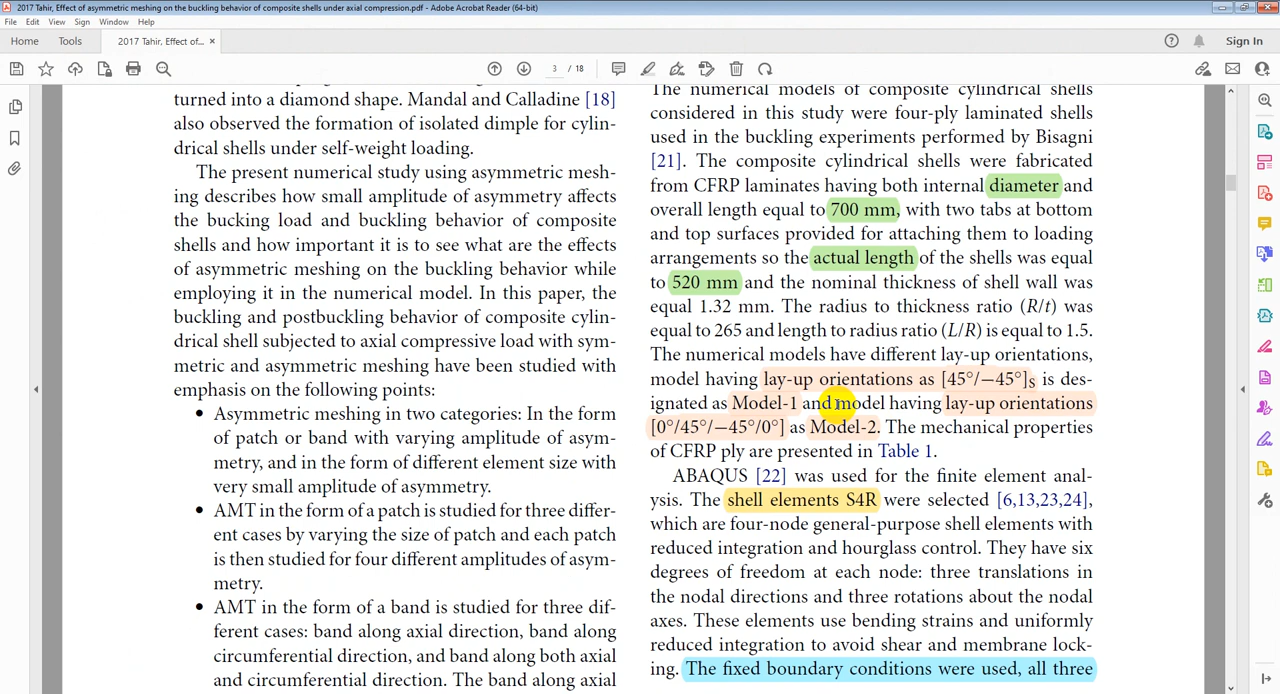 2017 Tahir, Effect of asymmetric meshing on the buckling behavior of composite shells under axial compression.pdf - Adobe Acrobat Reader (64-bit)
File Edit View Sign Window Help
Home Tools 2017 Tahir, Effect of... × Sign In
3 / 18
turned into a diamond shape. Mandal and Calladine [18]
also observed the formation of isolated dimple for cylin-
drical shells under self-weight loading.
The present numerical study using asymmetric mesh-
ing describes how small amplitude of asymmetry affects
the bucking load and buckling behavior of composite
shells and how important it is to see what are the effects
of asymmetric meshing on the buckling behavior while
employing it in the numerical model. In this paper, the
buckling and postbuckling behavior of composite cylin-
drical shell subjected to axial compressive load with sym-
metric and asymmetric meshing have been studied with
emphasis on the following points:
• Asymmetric meshing in two categories: In the form
of patch or band with varying amplitude of asym-
metry, and in the form of different element size with
very small amplitude of asymmetry.
• AMT in the form of a patch is studied for three differ-
ent cases by varying the size of patch and each patch
is then studied for four different amplitudes of asym-
metry.
• AMT in the form of a band is studied for three dif-
ferent cases: band along axial direction, band along
circumferential direction, and band along both axial
and circumferential direction. The band along axial
The numerical models of composite cylindrical shells
considered in this study were four-ply laminated shells
used in the buckling experiments performed by Bisagni
[21]. The composite cylindrical shells were fabricated
from CFRP laminates having both internal diameter and
overall length equal to 700 mm, with two tabs at bottom
and top surfaces provided for attaching them to loading
arrangements so the actual length of the shells was equal
to 520 mm and the nominal thickness of shell wall was
equal 1.32 mm. The radius to thickness ratio (R/t) was
equal to 265 and length to radius ratio (L/R) is equal to 1.5.
The numerical models have different lay-up orientations,
model having lay-up orientations as [45°/−45°]S is des-
ignated as Model-1 and model having lay-up orientations
[0°/45°/−45°/0°] as Model-2. The mechanical properties
of CFRP ply are presented in Table 1.
ABAQUS [22] was used for the finite element anal-
ysis. The shell elements S4R were selected [6,13,23,24],
which are four-node general-purpose shell elements with
reduced integration and hourglass control. They have six
degrees of freedom at each node: three translations in
the nodal directions and three rotations about the nodal
axes. These elements use bending strains and uniformly
reduced integration to avoid shear and membrane lock-
ing. The fixed boundary conditions were used, all three